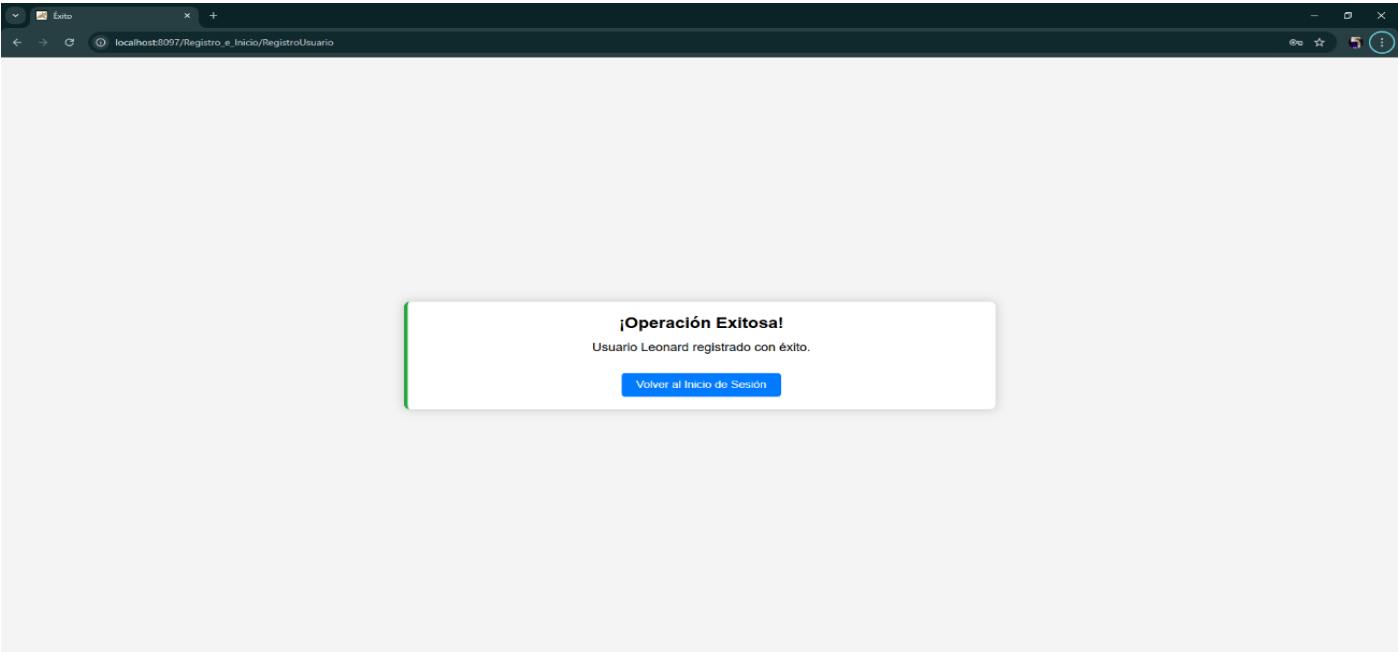 Éxito
localhost:8097/Registro_e_Inicio/RegistroUsuario
¡Operación Exitosa!
Usuario Leonard registrado con éxito.
Volver al Inicio de Sesión